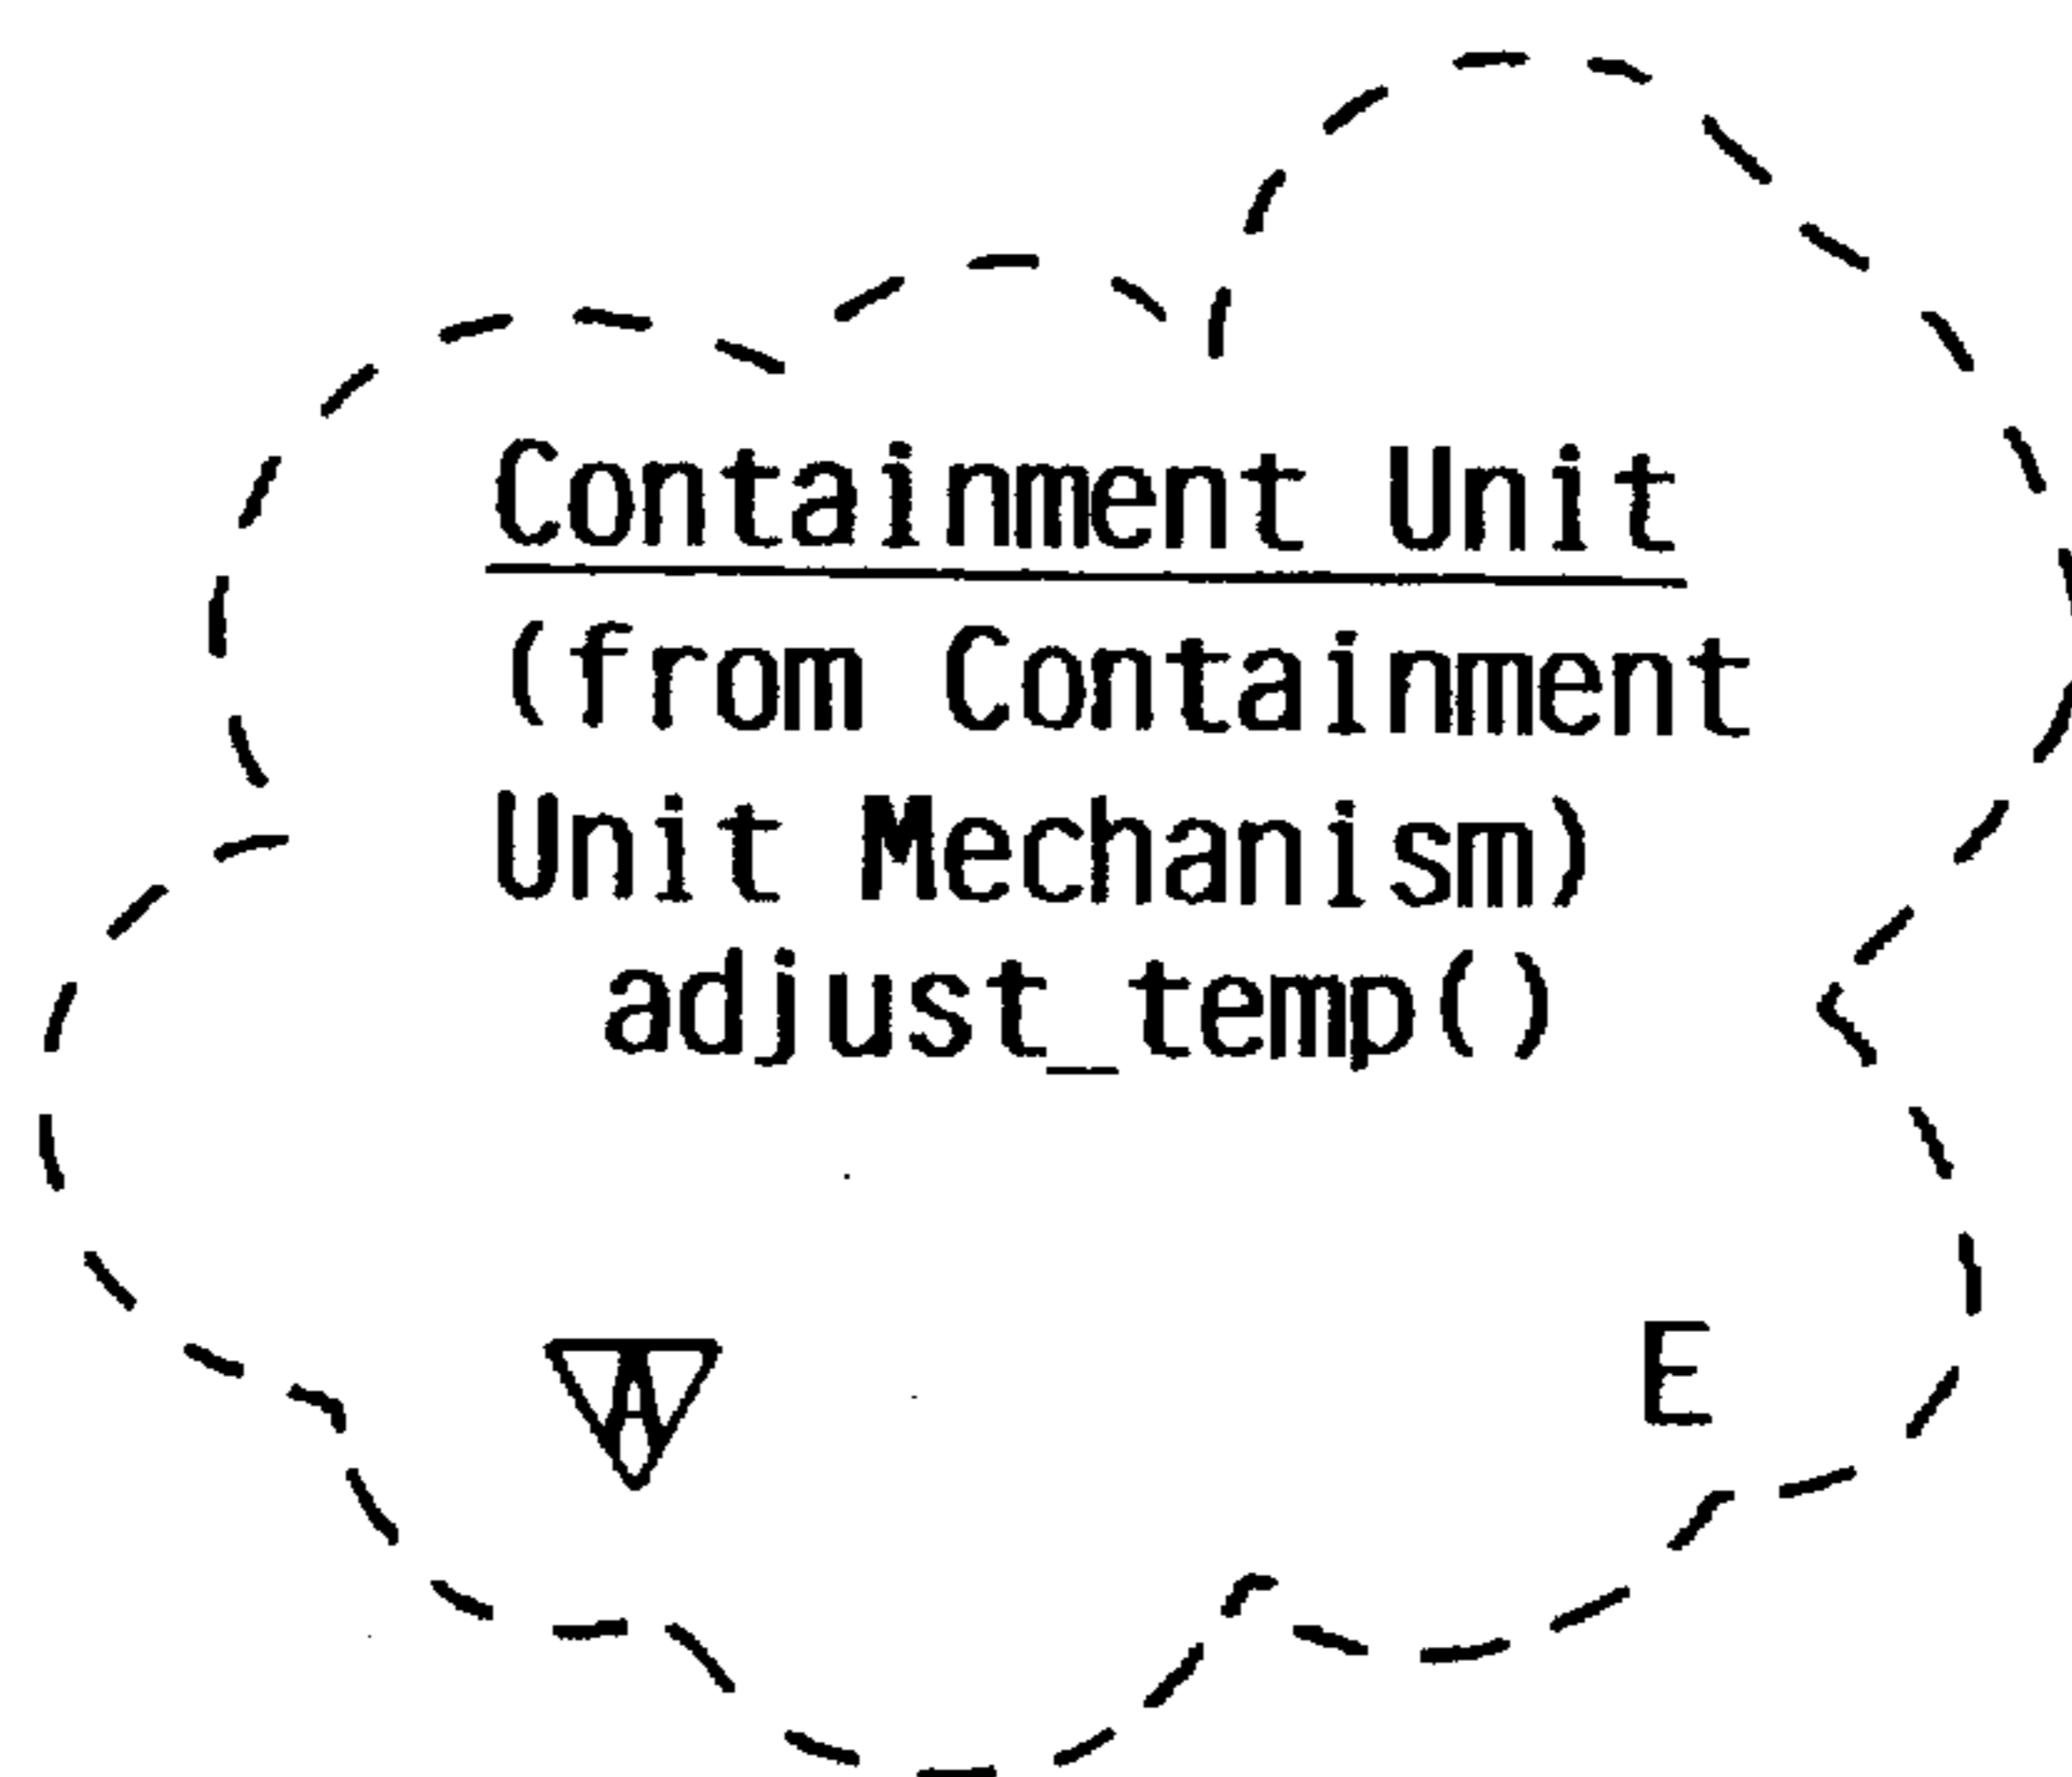 Containment Unit
(from Containment
Unit Mechanism)
adjust_temp()
A
E